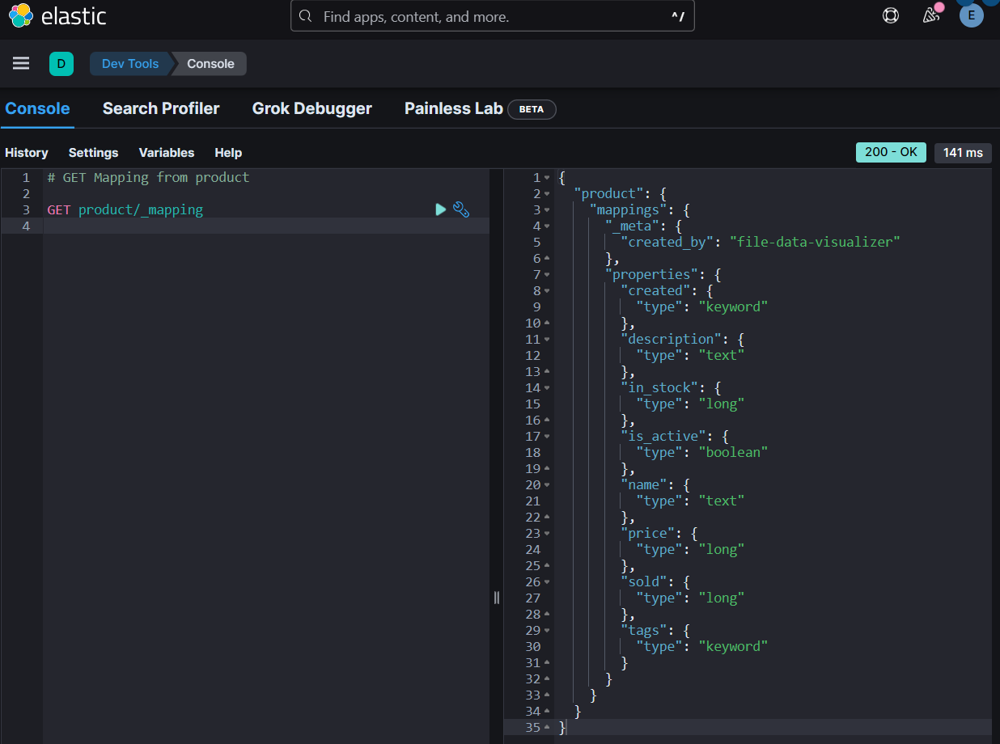 elastic
Find apps, content, and more.
^/
E
D
Dev Tools
Console
Console
Search Profiler
Grok Debugger
Painless Lab
BETA
History
Settings
Variables
Help
200 - OK
141 ms
1 # GET Mapping from product
2
3 GET product/_mapping
4
1 {
2   "product": {
3     "mappings": {
4       "_meta": {
5         "created_by": "file-data-visualizer"
6       },
7       "properties": {
8         "created": {
9           "type": "keyword"
10         },
11         "description": {
12           "type": "text"
13         },
14         "in_stock": {
15           "type": "long"
16         },
17         "is_active": {
18           "type": "boolean"
19         },
20         "name": {
21           "type": "text"
22         },
23         "price": {
24           "type": "long"
25         },
26         "sold": {
27           "type": "long"
28         },
29         "tags": {
30           "type": "keyword"
31         }
32       }
33     }
34   }
35 }